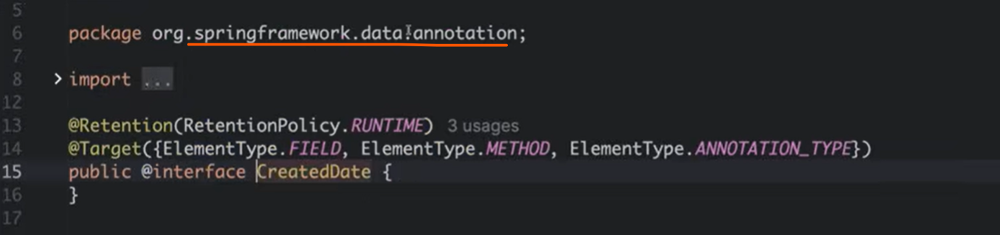 5
6 package org.springframework.data.annotation;
7
8 > import ...
12
13 @Retention(RetentionPolicy.RUNTIME) 3 usages
14 @Target({ElementType.FIELD, ElementType.METHOD, ElementType.ANNOTATION_TYPE})
15 public @interface CreatedDate {
16 }
17